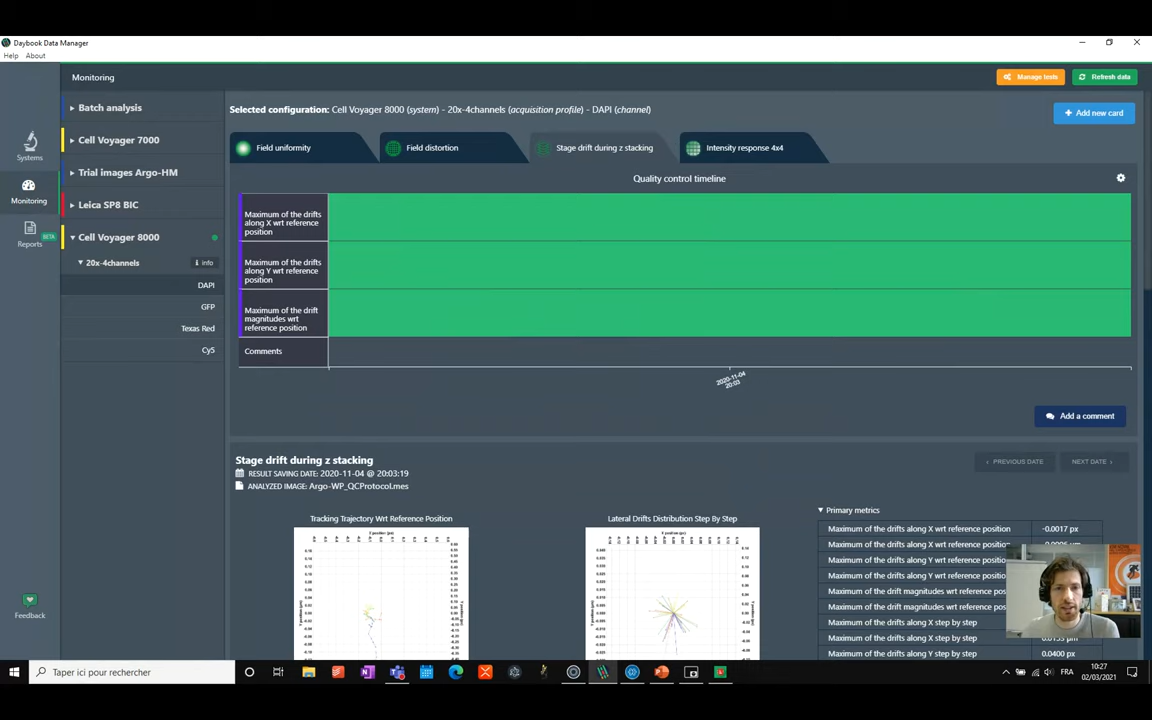 Daybook Data Manager
Help About
Monitoring
Manage tests
Refresh data
Systems
Monitoring
Reports
BETA
Feedback
Batch analysis
Cell Voyager 7000
Trial images Argo-HM
Leica SP8 BIC
Cell Voyager 8000
20x-4channels
info
DAPI
GFP
Texas Red
Cy5
Selected configuration: Cell Voyager 8000 (system) - 20x-4channels (acquisition profile) - DAPI (channel)
Add new card
Field uniformity
Field distortion
Stage drift during z stacking
Intensity response 4x4
Quality control timeline
Maximum of the drifts
along X wrt reference
position
Maximum of the drifts
along Y wrt reference
position
Maximum of the drift
magnitudes wrt
reference position
Comments
2020-11-04
20:03
Add a comment
Stage drift during z stacking
RESULT SAVING DATE: 2020-11-04 @ 20:03:19
ANALYZED IMAGE: Argo-WP_QCProtocol.mes
PREVIOUS DATE
NEXT DATE
Tracking Trajectory Wrt Reference Position
Lateral Drifts Distribution Step By Step
Primary metrics
Maximum of the drifts along X wrt reference position -0.0017 px
Maximum of the drifts along X wrt reference position
Maximum of the drifts along Y wrt reference position
Maximum of the drifts along Y wrt reference position
Maximum of the drift magnitudes wrt reference pos
Maximum of the drift magnitudes wrt reference pos
Maximum of the drifts along X step by step
Maximum of the drifts along X step by step
Maximum of the drifts along Y step by step 0.0400 px
Taper ici pour rechercher
FRA
10:27
02/03/2021